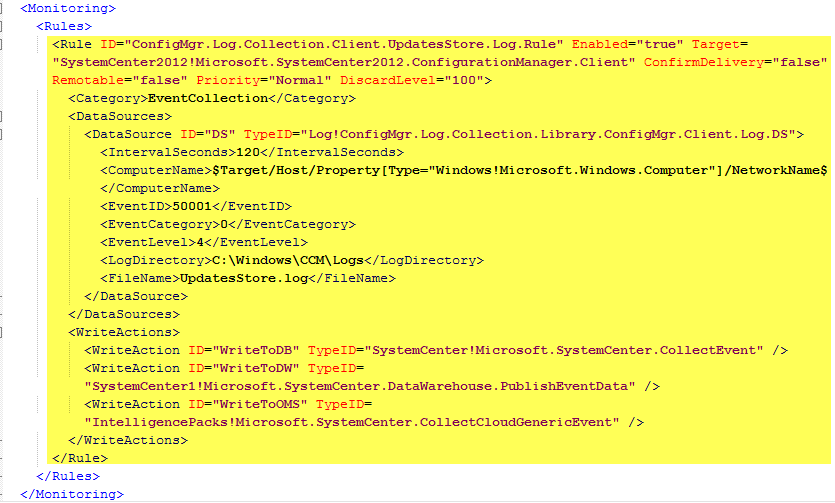 <Monitoring>
<Rules>
<Rule ID="ConfigMgr.Log.Collection.Client.UpdatesStore.Log.Rule" Enabled="true" Target=
"SystemCenter2012!Microsoft.SystemCenter2012.ConfigurationManager.Client" ConfirmDelivery="false"
Remotable="false" Priority="Normal" DiscardLevel="100">
<Category>EventCollection</Category>
<DataSources>
<DataSource ID="DS" TypeID="Log!ConfigMgr.Log.Collection.Library.ConfigMgr.Client.Log.DS">
<IntervalSeconds>120</IntervalSeconds>
<ComputerName>$Target/Host/Property[Type="Windows!Microsoft.Windows.Computer"]/NetworkName$
</ComputerName>
<EventID>50001</EventID>
<EventCategory>0</EventCategory>
<EventLevel>4</EventLevel>
<LogDirectory>C:\Windows\CCM\Logs</LogDirectory>
<FileName>UpdatesStore.log</FileName>
</DataSource>
</DataSources>
<WriteActions>
<WriteAction ID="WriteToDB" TypeID="SystemCenter!Microsoft.SystemCenter.CollectEvent" />
<WriteAction ID="WriteToDW" TypeID=
"SystemCenter1!Microsoft.SystemCenter.DataWarehouse.PublishEventData" />
<WriteAction ID="WriteToOMS" TypeID=
"IntelligencePacks!Microsoft.SystemCenter.CollectCloudGenericEvent" />
</WriteActions>
</Rule>
</Rules>
</Monitoring>